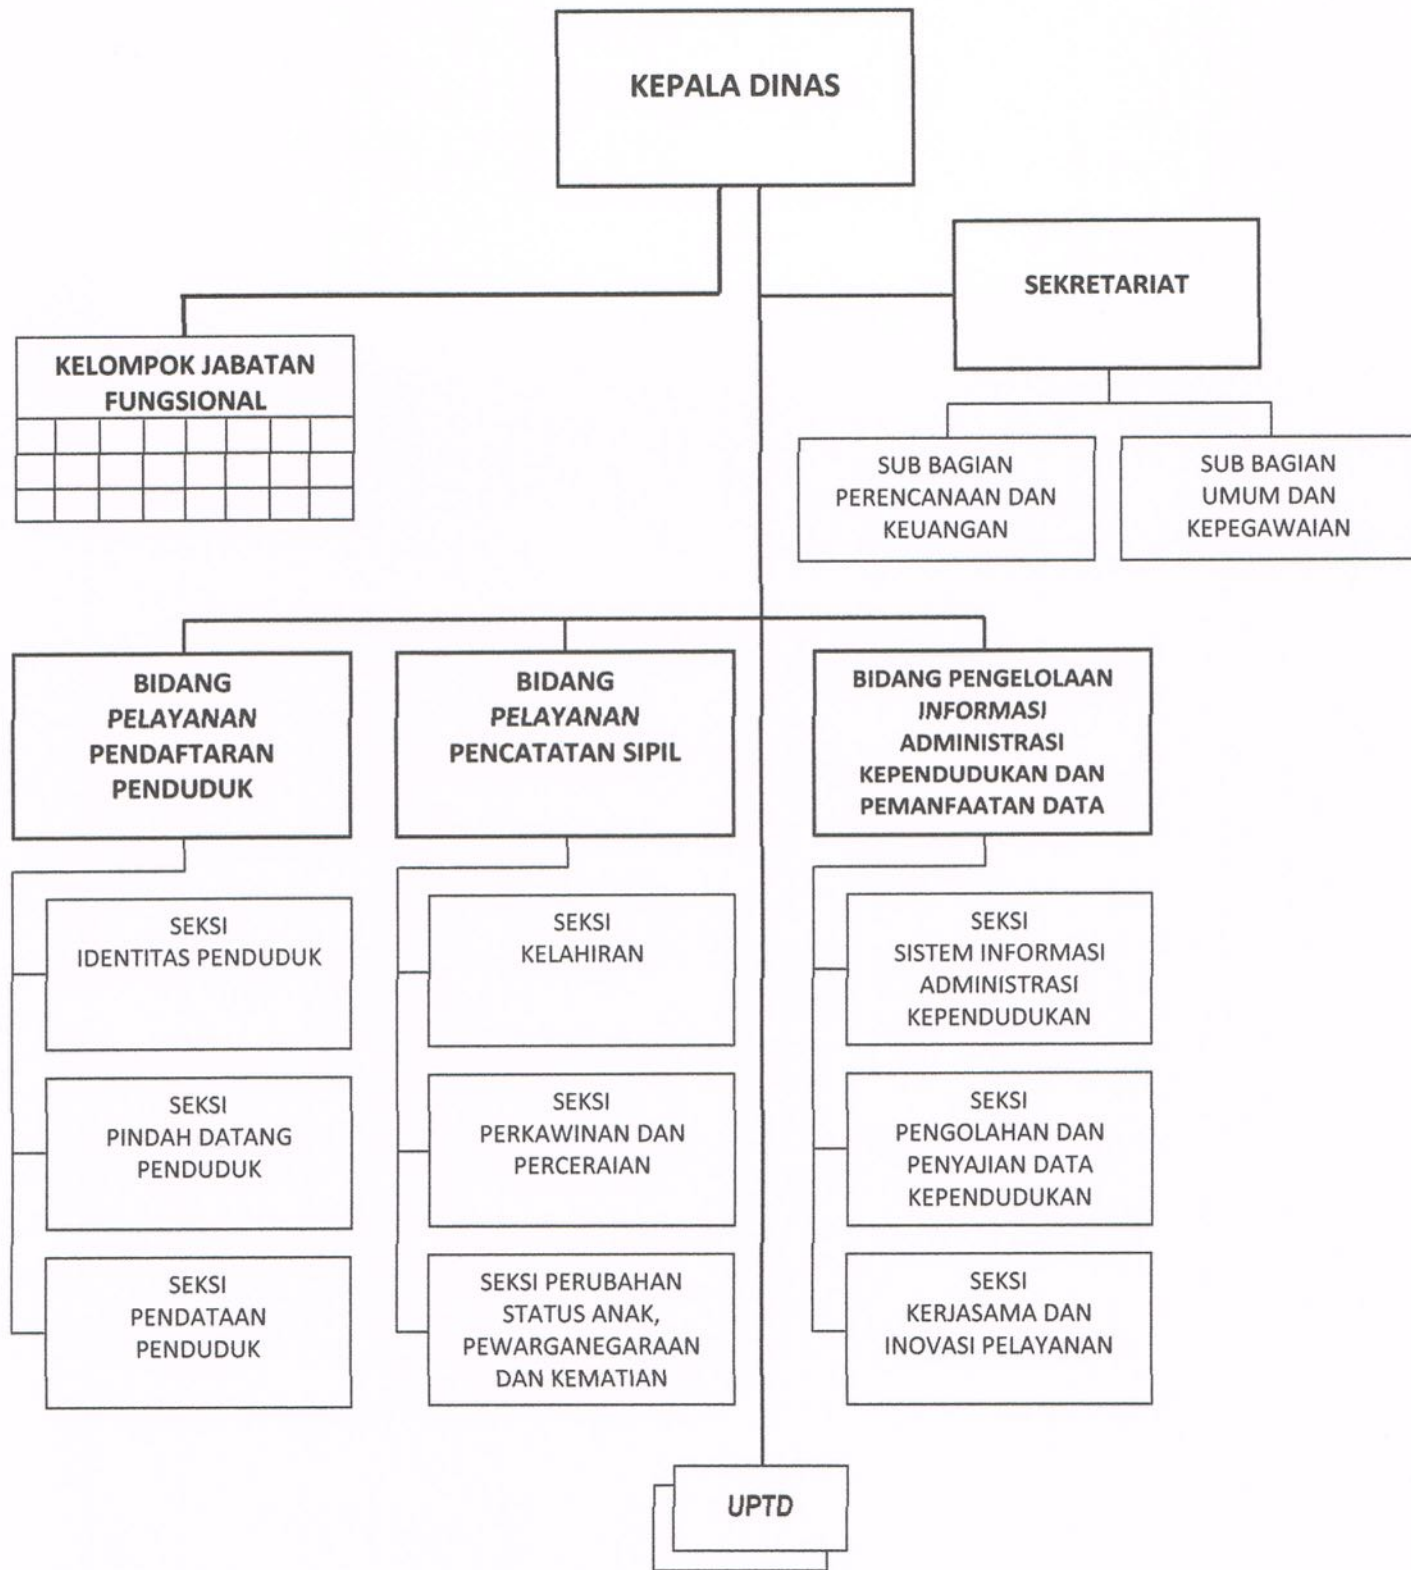 KEPALA DINAS
SEKRETARIAT
KELOMPOK JABATAN
FUNGSIONAL
SUB BAGIAN
PERENCANAAN DAN
KEUANGAN
SUB BAGIAN
UMUM DAN
KEPEGAWAIAN
BIDANG
PELAYANAN
PENDAFTARAN
PENDUDUK
BIDANG
PELAYANAN
PENCATATAN SIPIL
BIDANG PENGELOLAAN
INFORMASI
ADMINISTRASI
KEPENDUDUKAN DAN
PEMANFAATAN DATA
SEKSI
IDENTITAS PENDUDUK
SEKSI
KELAHIRAN
SEKSI
SISTEM INFORMASI
ADMINISTRASI
KEPENDUDUKAN
SEKSI
PINDAH DATANG
PENDUDUK
SEKSI
PERKAWINAN DAN
PERCERAIAN
SEKSI
PENGOLAHAN DAN
PENYAJIAN DATA
KEPENDUDUKAN
SEKSI
PENDATAAN
PENDUDUK
SEKSI PERUBAHAN
STATUS ANAK,
PEWARGANEGARAAN
DAN KEMATIAN
SEKSI
KERJASAMA DAN
INOVASI PELAYANAN
UPTD